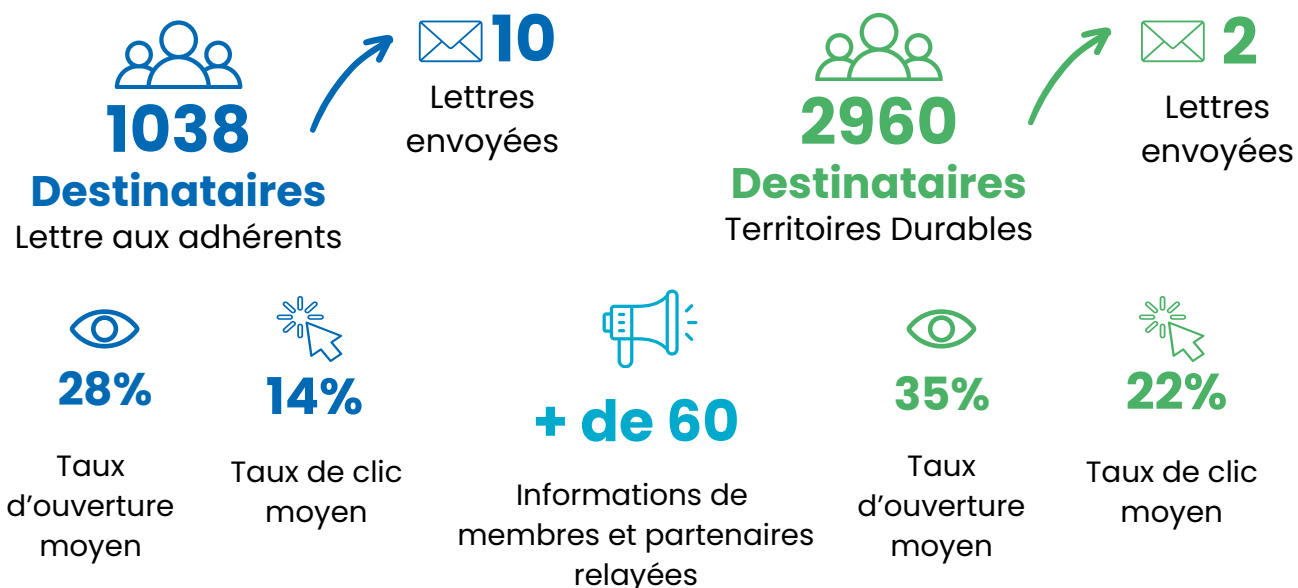 1038
Destinataires
Lettre aux adhérents
10
Lettres
envoyées
2960
Destinataires
Territoires Durables
2
Lettres
envoyées
28%
Taux
d’ouverture
moyen
14%
Taux de clic
moyen
+ de 60
Informations de
membres et partenaires
relayées
35%
Taux
d’ouverture
moyen
22%
Taux de clic
moyen